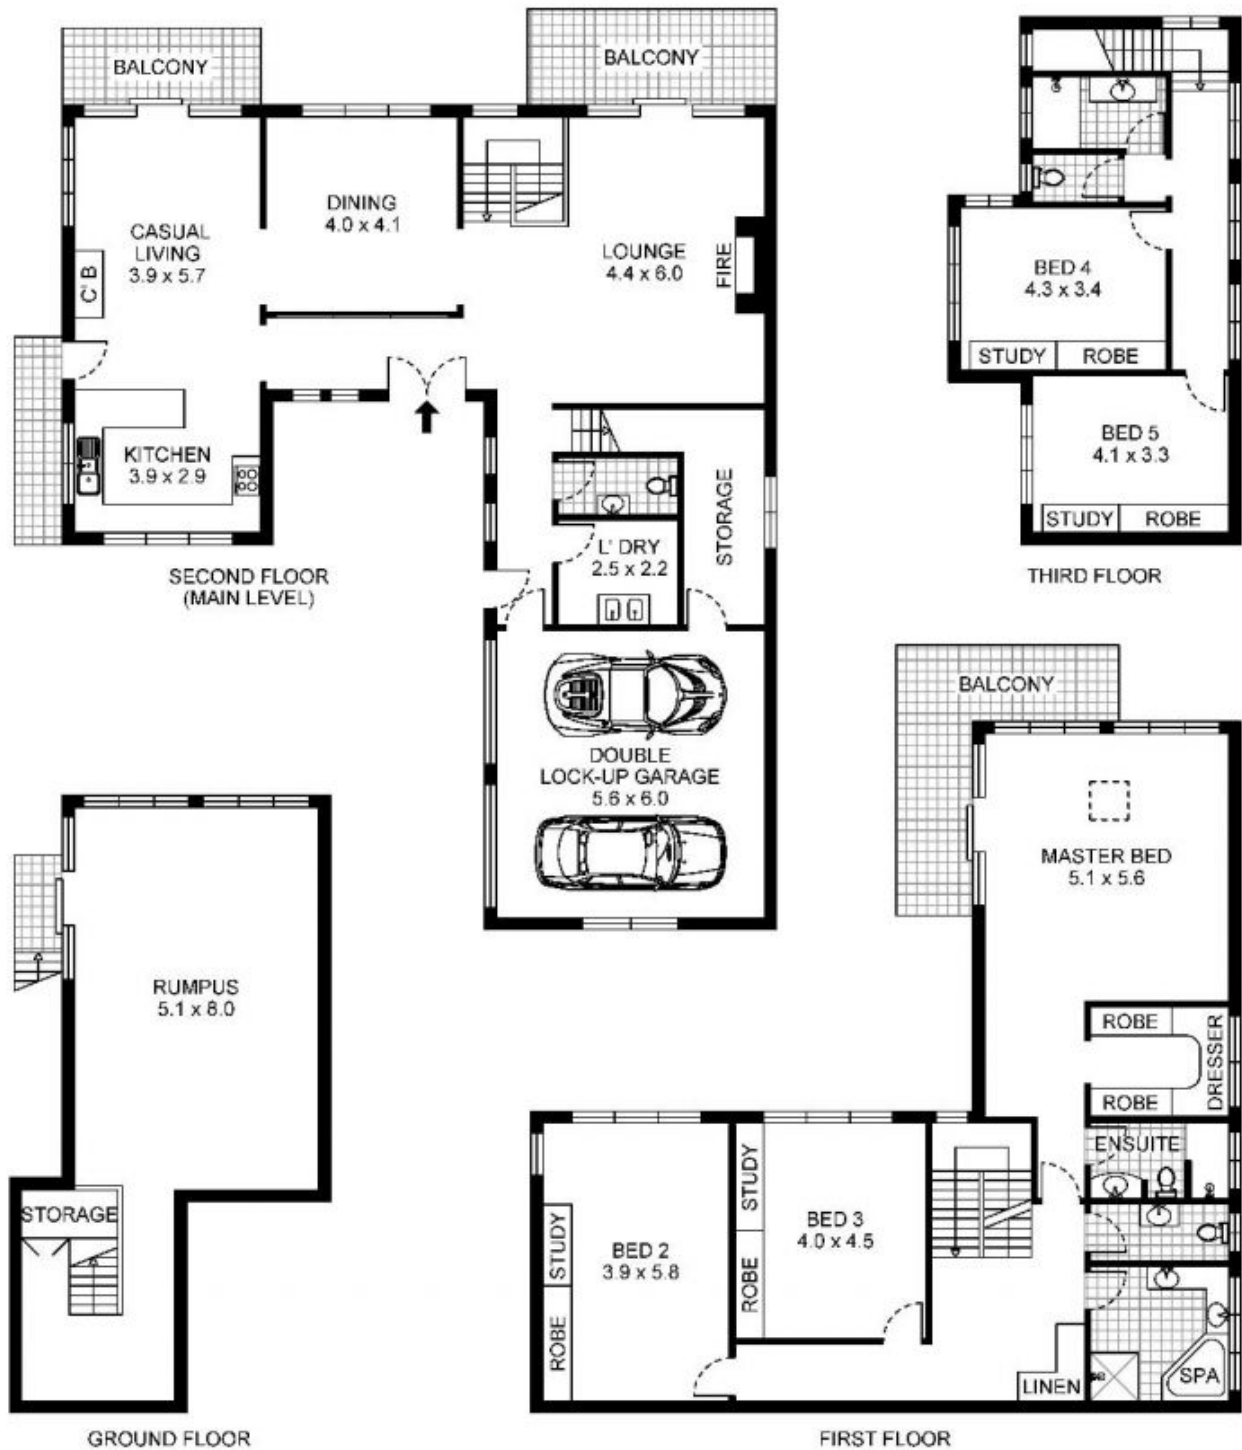 BALCONY
BALCONY
DINING
4.0 x 4.1
CASUAL
LIVING
3.9 x 5.7
C' B
LOUNGE
4.4 x 6.0
FIRE
KITCHEN
3.9 x 2.9
STORAGE
L' DRY
2.5 x 2.2
SECOND FLOOR
(MAIN LEVEL)
DOUBLE
LOCK-UP GARAGE
5.6 x 6.0
BED 4
4.3 x 3.4
STUDY
ROBE
BED 5
4.1 x 3.3
STUDY
ROBE
THIRD FLOOR
RUMPUS
5.1 x 8.0
STORAGE
GROUND FLOOR
BALCONY
MASTER BED
5.1 x 5.6
ROBE
DRESSER
ROBE
ENSUITE
STUDY
BED 3
4.0 x 4.5
STUDY
BED 2
3.9 x 5.8
ROBE
ROBE
LINEN
SPA
FIRST FLOOR